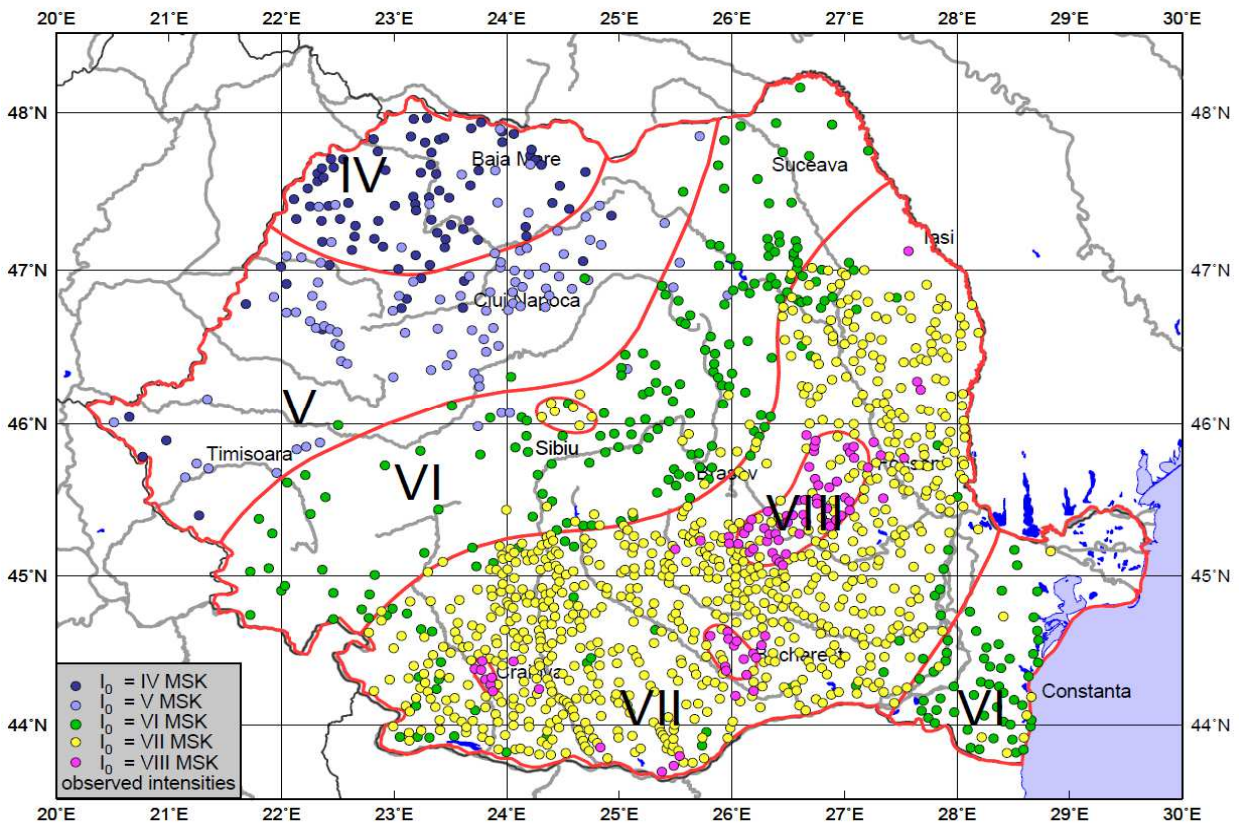 20°E 21°E 22°E 23°E 24°E 25°E 26°E 27°E 28°E 29°E 30°E
48°N 48°N
Baja Mare
IV
Suceava
Iasi
47°N 47°N
Cluj Napoca
V
46°N 46°N
Timisoara
Sibiu
VI
VIII
45°N 45°N
Bucharest
Craiova
VII
VI
Constanta
44°N 44°N
I0 = IV MSK
I0 = V MSK
I0 = VI MSK
I0 = VII MSK
I0 = VIII MSK
observed intensities
20°E 21°E 22°E 23°E 24°E 25°E 26°E 27°E 28°E 29°E 30°E